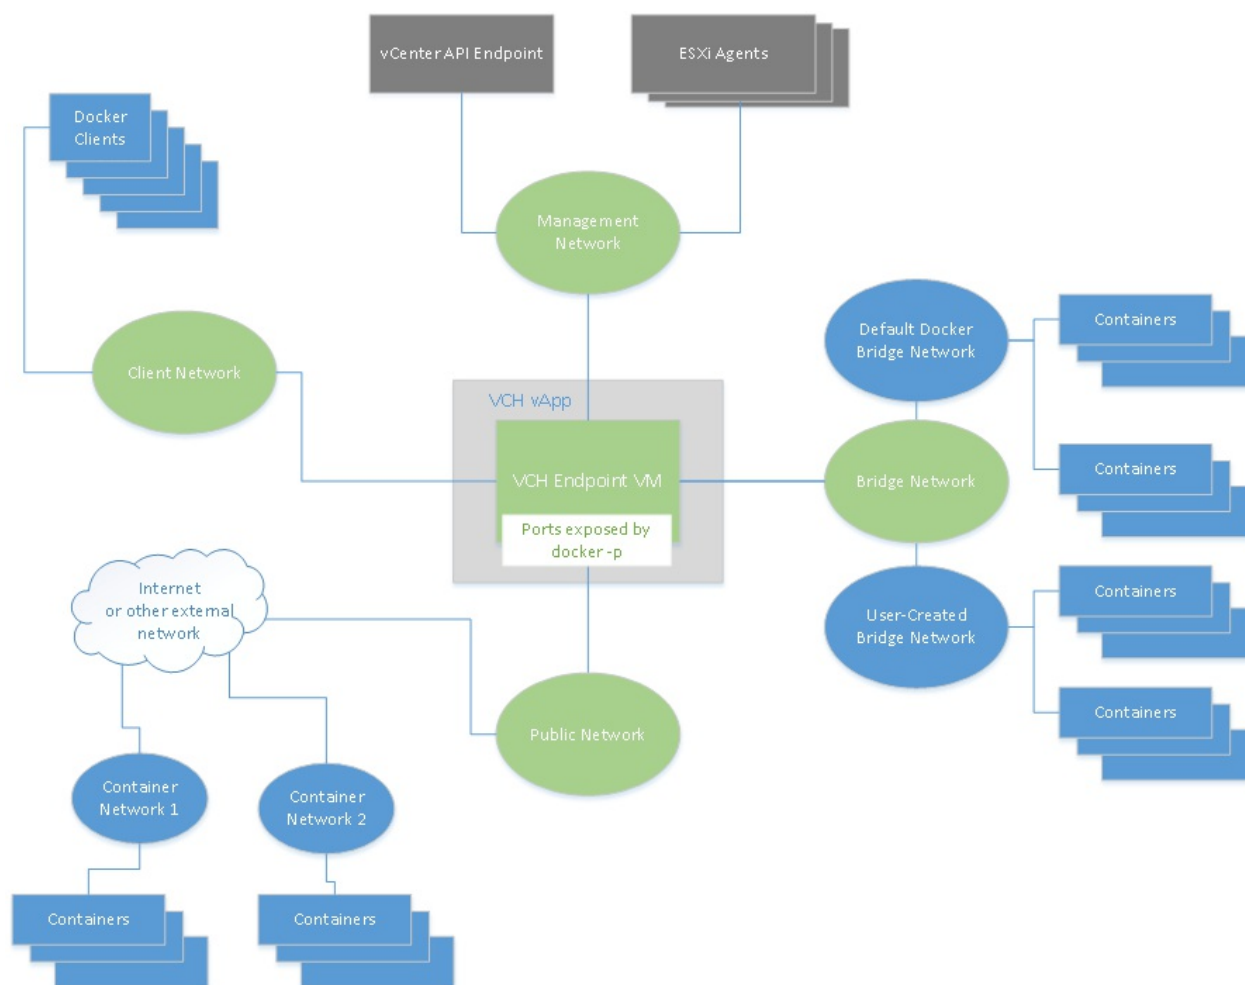 vCenter API Endpoint
ESXi Agents
Docker
Clients
Management
Network
Default Docker
Bridge Network
Containers
Client Network
VCH vApp
VCH Endpoint VM
Bridge Network
Containers
Ports exposed by
docker -p
Internet
or other external
network
User-Created
Bridge Network
Containers
Containers
Public Network
Container
Network 1
Container
Network 2
Containers
Containers